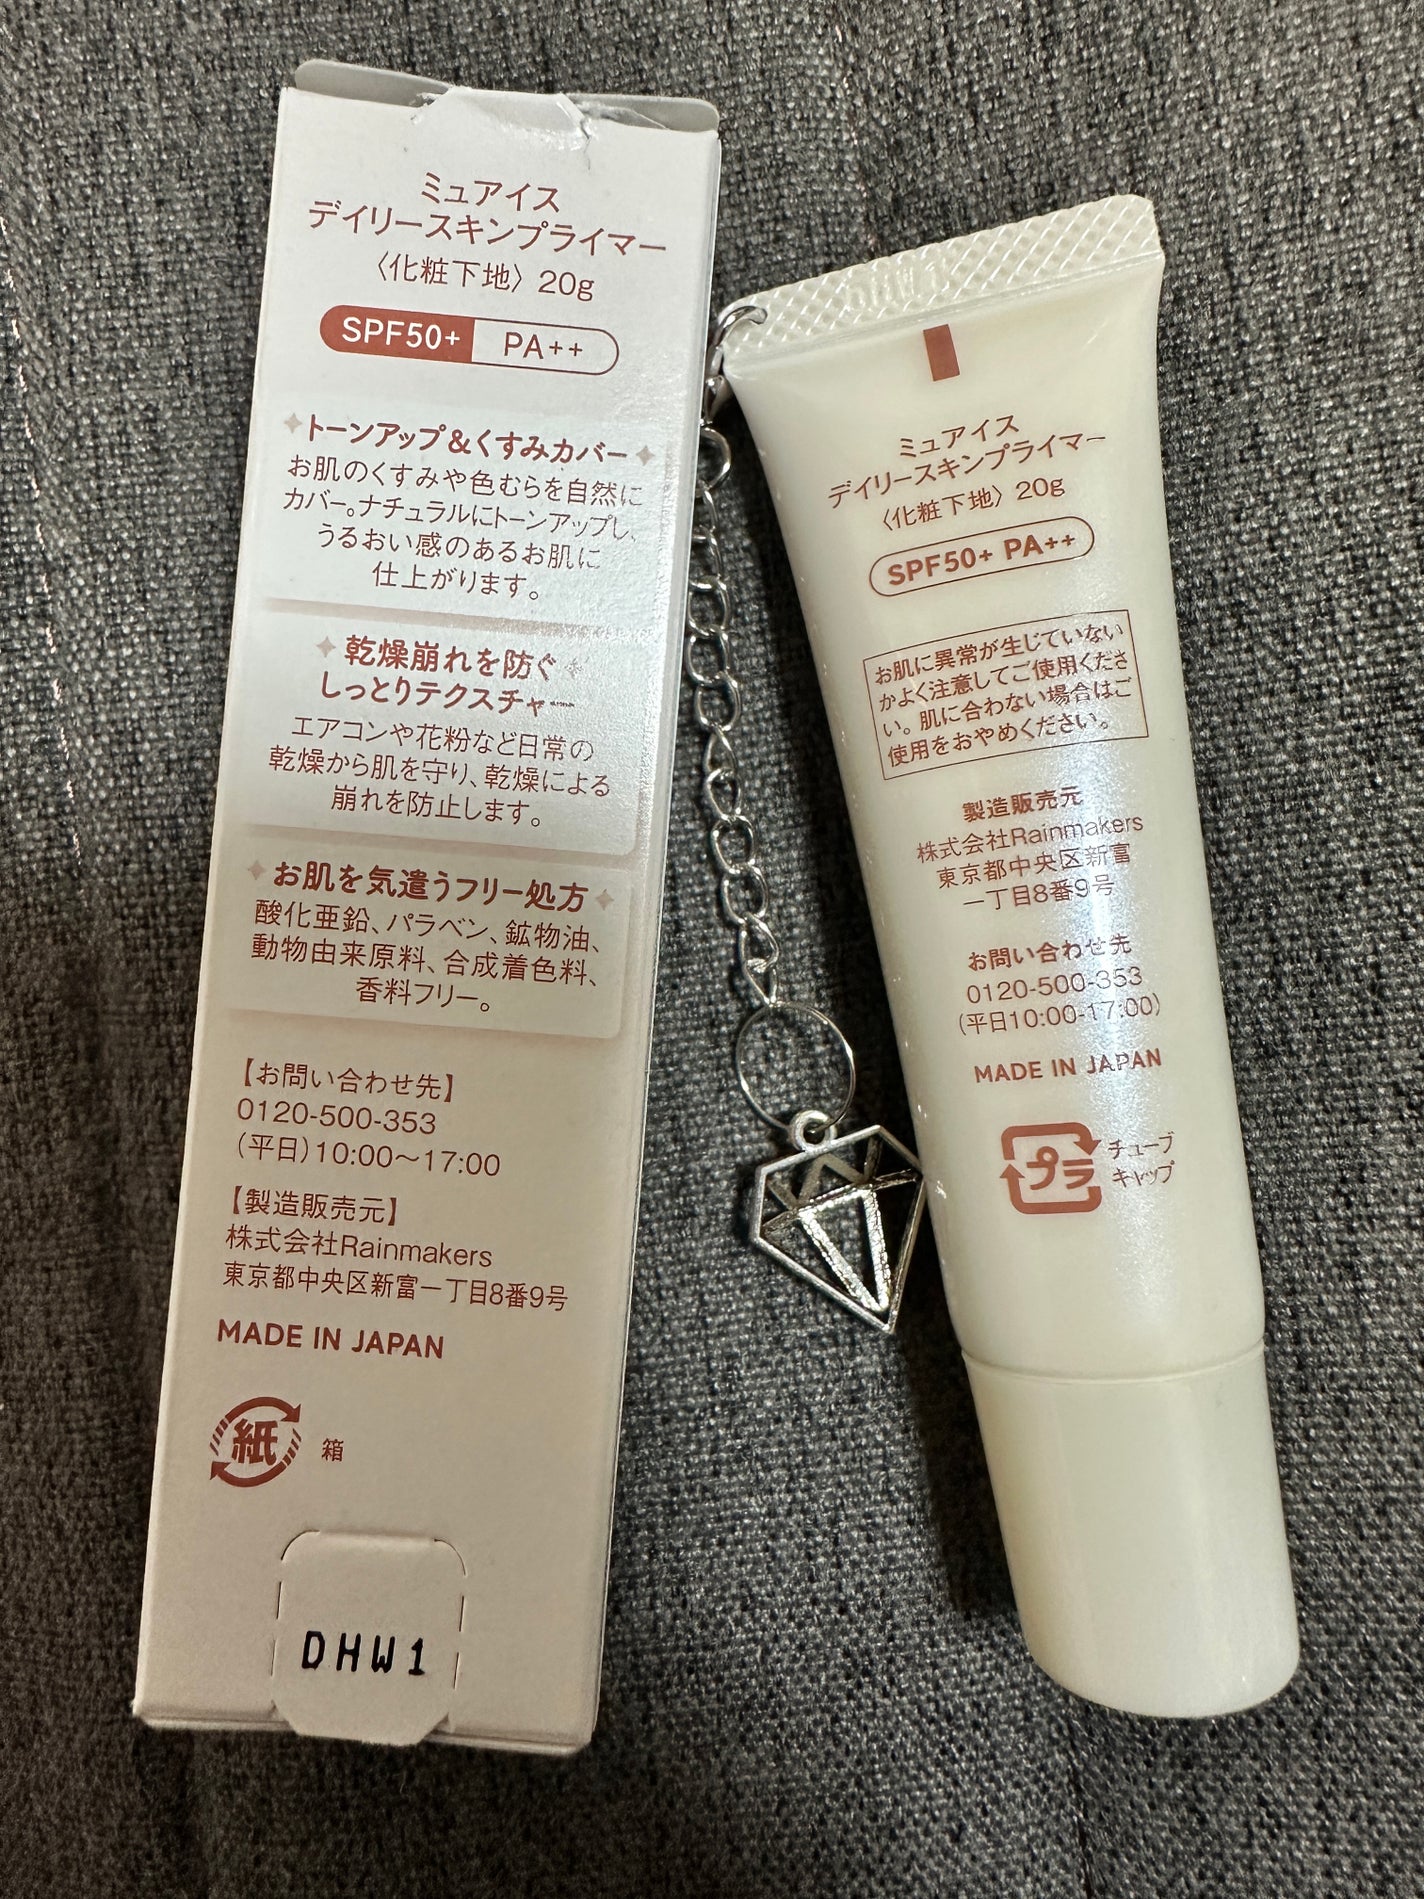 ミュアイス
デイリースキンプライマー
〈化粧下地〉20g
SPF50+ PA++
トーンアップ&くすみカバー
お肌のくすみや色むらを自然に
カバー。ナチュラルにトーンアップし、
うるおい感のあるお肌に
仕上がります。
乾燥崩れを防ぐ
しっとりテクスチャー
エアコンや花粉など日常の
乾燥から肌を守り、乾燥による
崩れを防止します。
お肌を気遣うフリー処方
酸化亜鉛、パラベン、鉱物油、
動物由来原料、合成着色料、
香料フリー。
【お問い合わせ先】
0120-500-353
(平日)10:00〜17:00
【製造販売元】
株式会社Rainmakers
東京都中央区新富一丁目8番9号
MADE IN JAPAN
紙 箱
DHW1
DHW1
ミュアイス
デイリースキンプライマー
〈化粧下地〉20g
SPF50+ PA++
お肌に異常が生じていない
かよく注意してご使用くださ
い。肌に合わない場合はご
使用をおやめください。
製造販売元
株式会社Rainmakers
東京都中央区新富
一丁目8番9号
お問い合わせ先
0120-500-353
(平日10:00-17:00)
MADE IN JAPAN
プラ
チューブ
キャップ